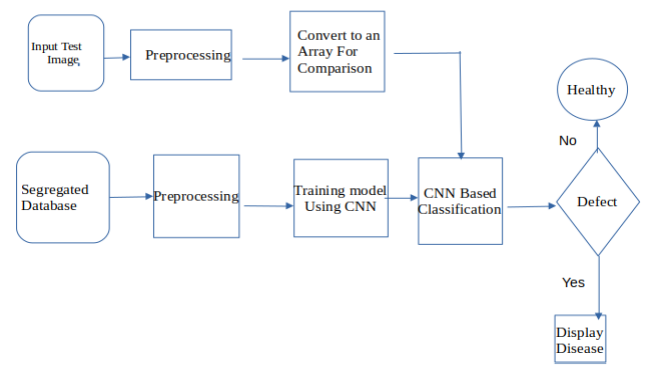 Input Test
Image,
Preprocessing
Convert to an
Array For
Comparison
Healthy
No
Segregated
Database
Preprocessing
Training model
Using CNN
CNN Based
Classification
Defect
Yes
Display
Disease